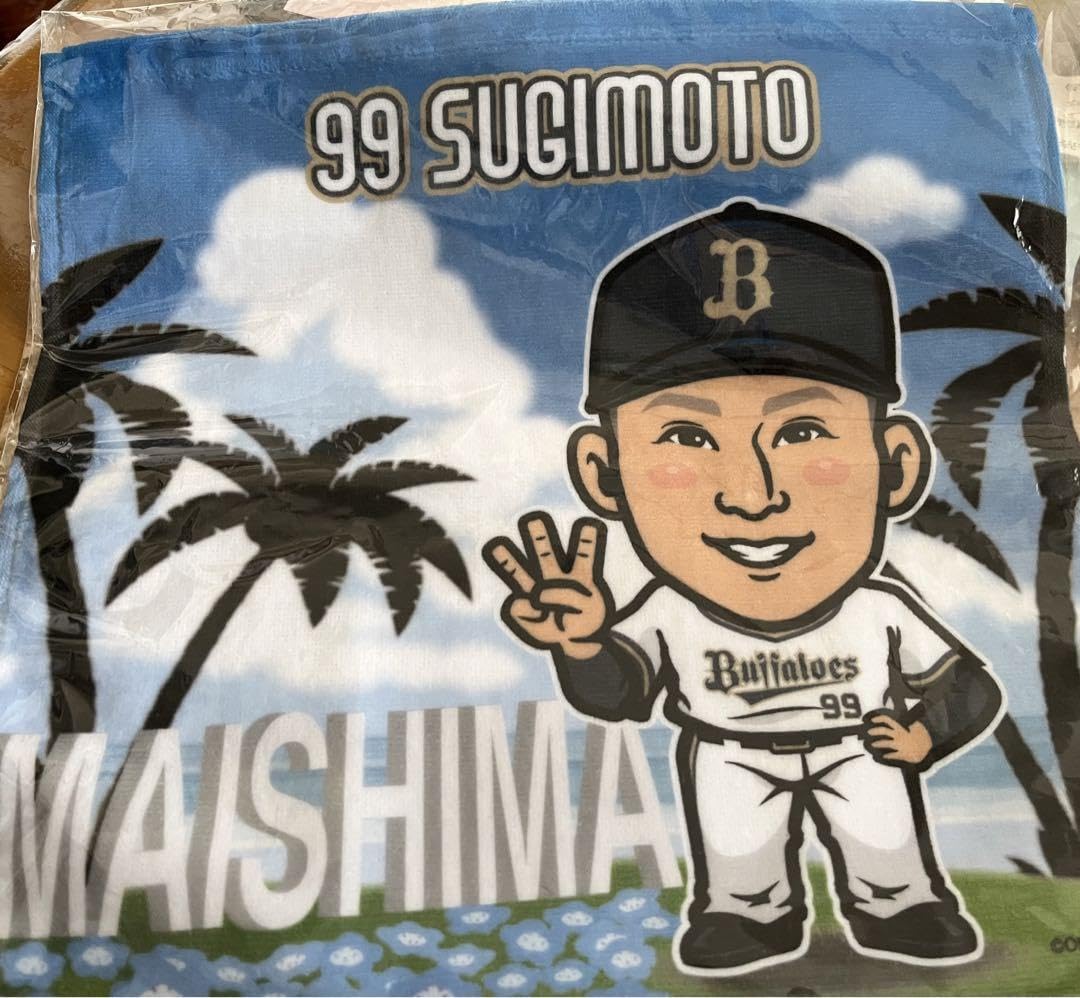 99 SUGIMOTO
B
Buffaloes
99
MAISHIMA